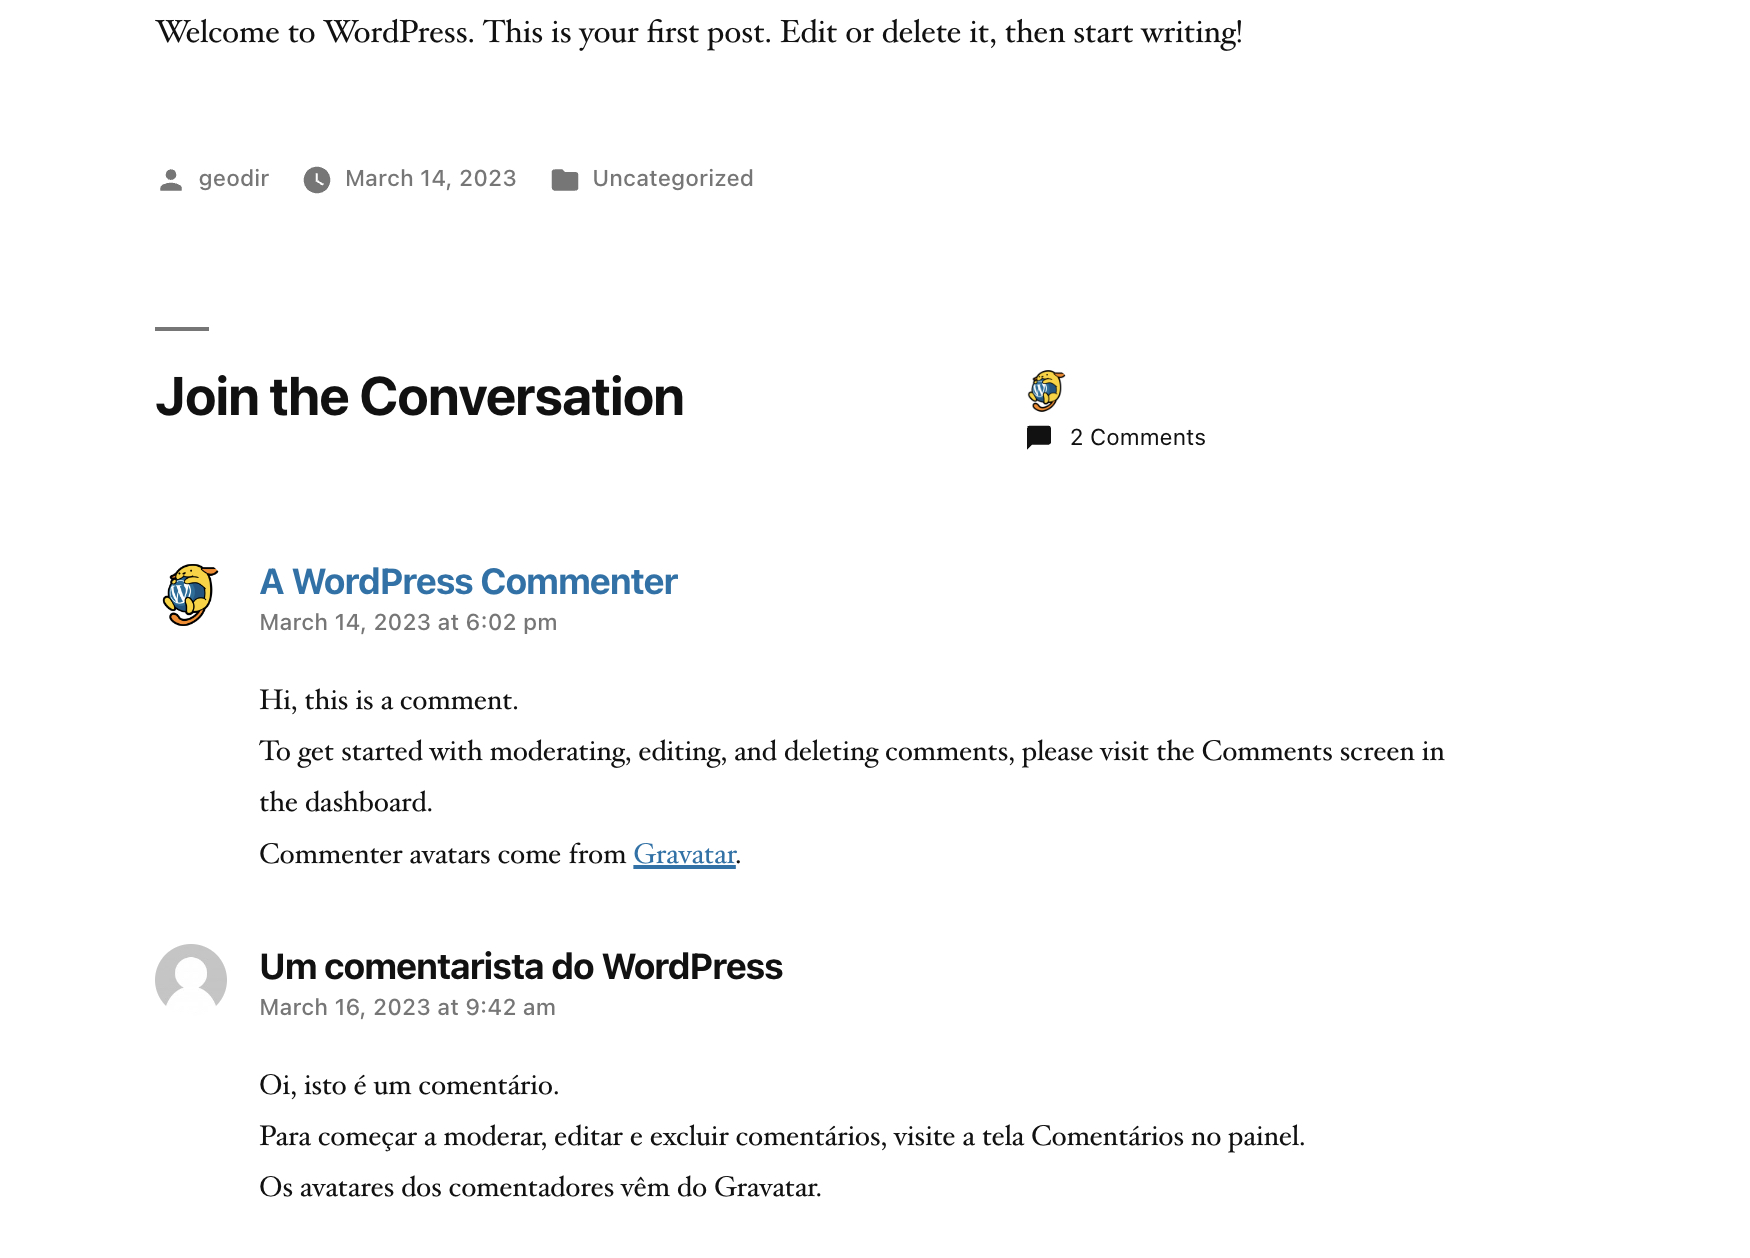 Welcome to WordPress. This is your first post. Edit or delete it, then start writing!
geodir March 14, 2023 Uncategorized
Join the Conversation
2 Comments
A WordPress Commenter
March 14, 2023 at 6:02 pm
Hi, this is a comment.
To get started with moderating, editing, and deleting comments, please visit the Comments screen in
the dashboard.
Commenter avatars come from Gravatar.
Um comentarista do WordPress
March 16, 2023 at 9:42 am
Oi, isto é um comentário.
Para começar a moderar, editar e excluir comentários, visite a tela Comentários no painel.
Os avatares dos comentadores vêm do Gravatar.